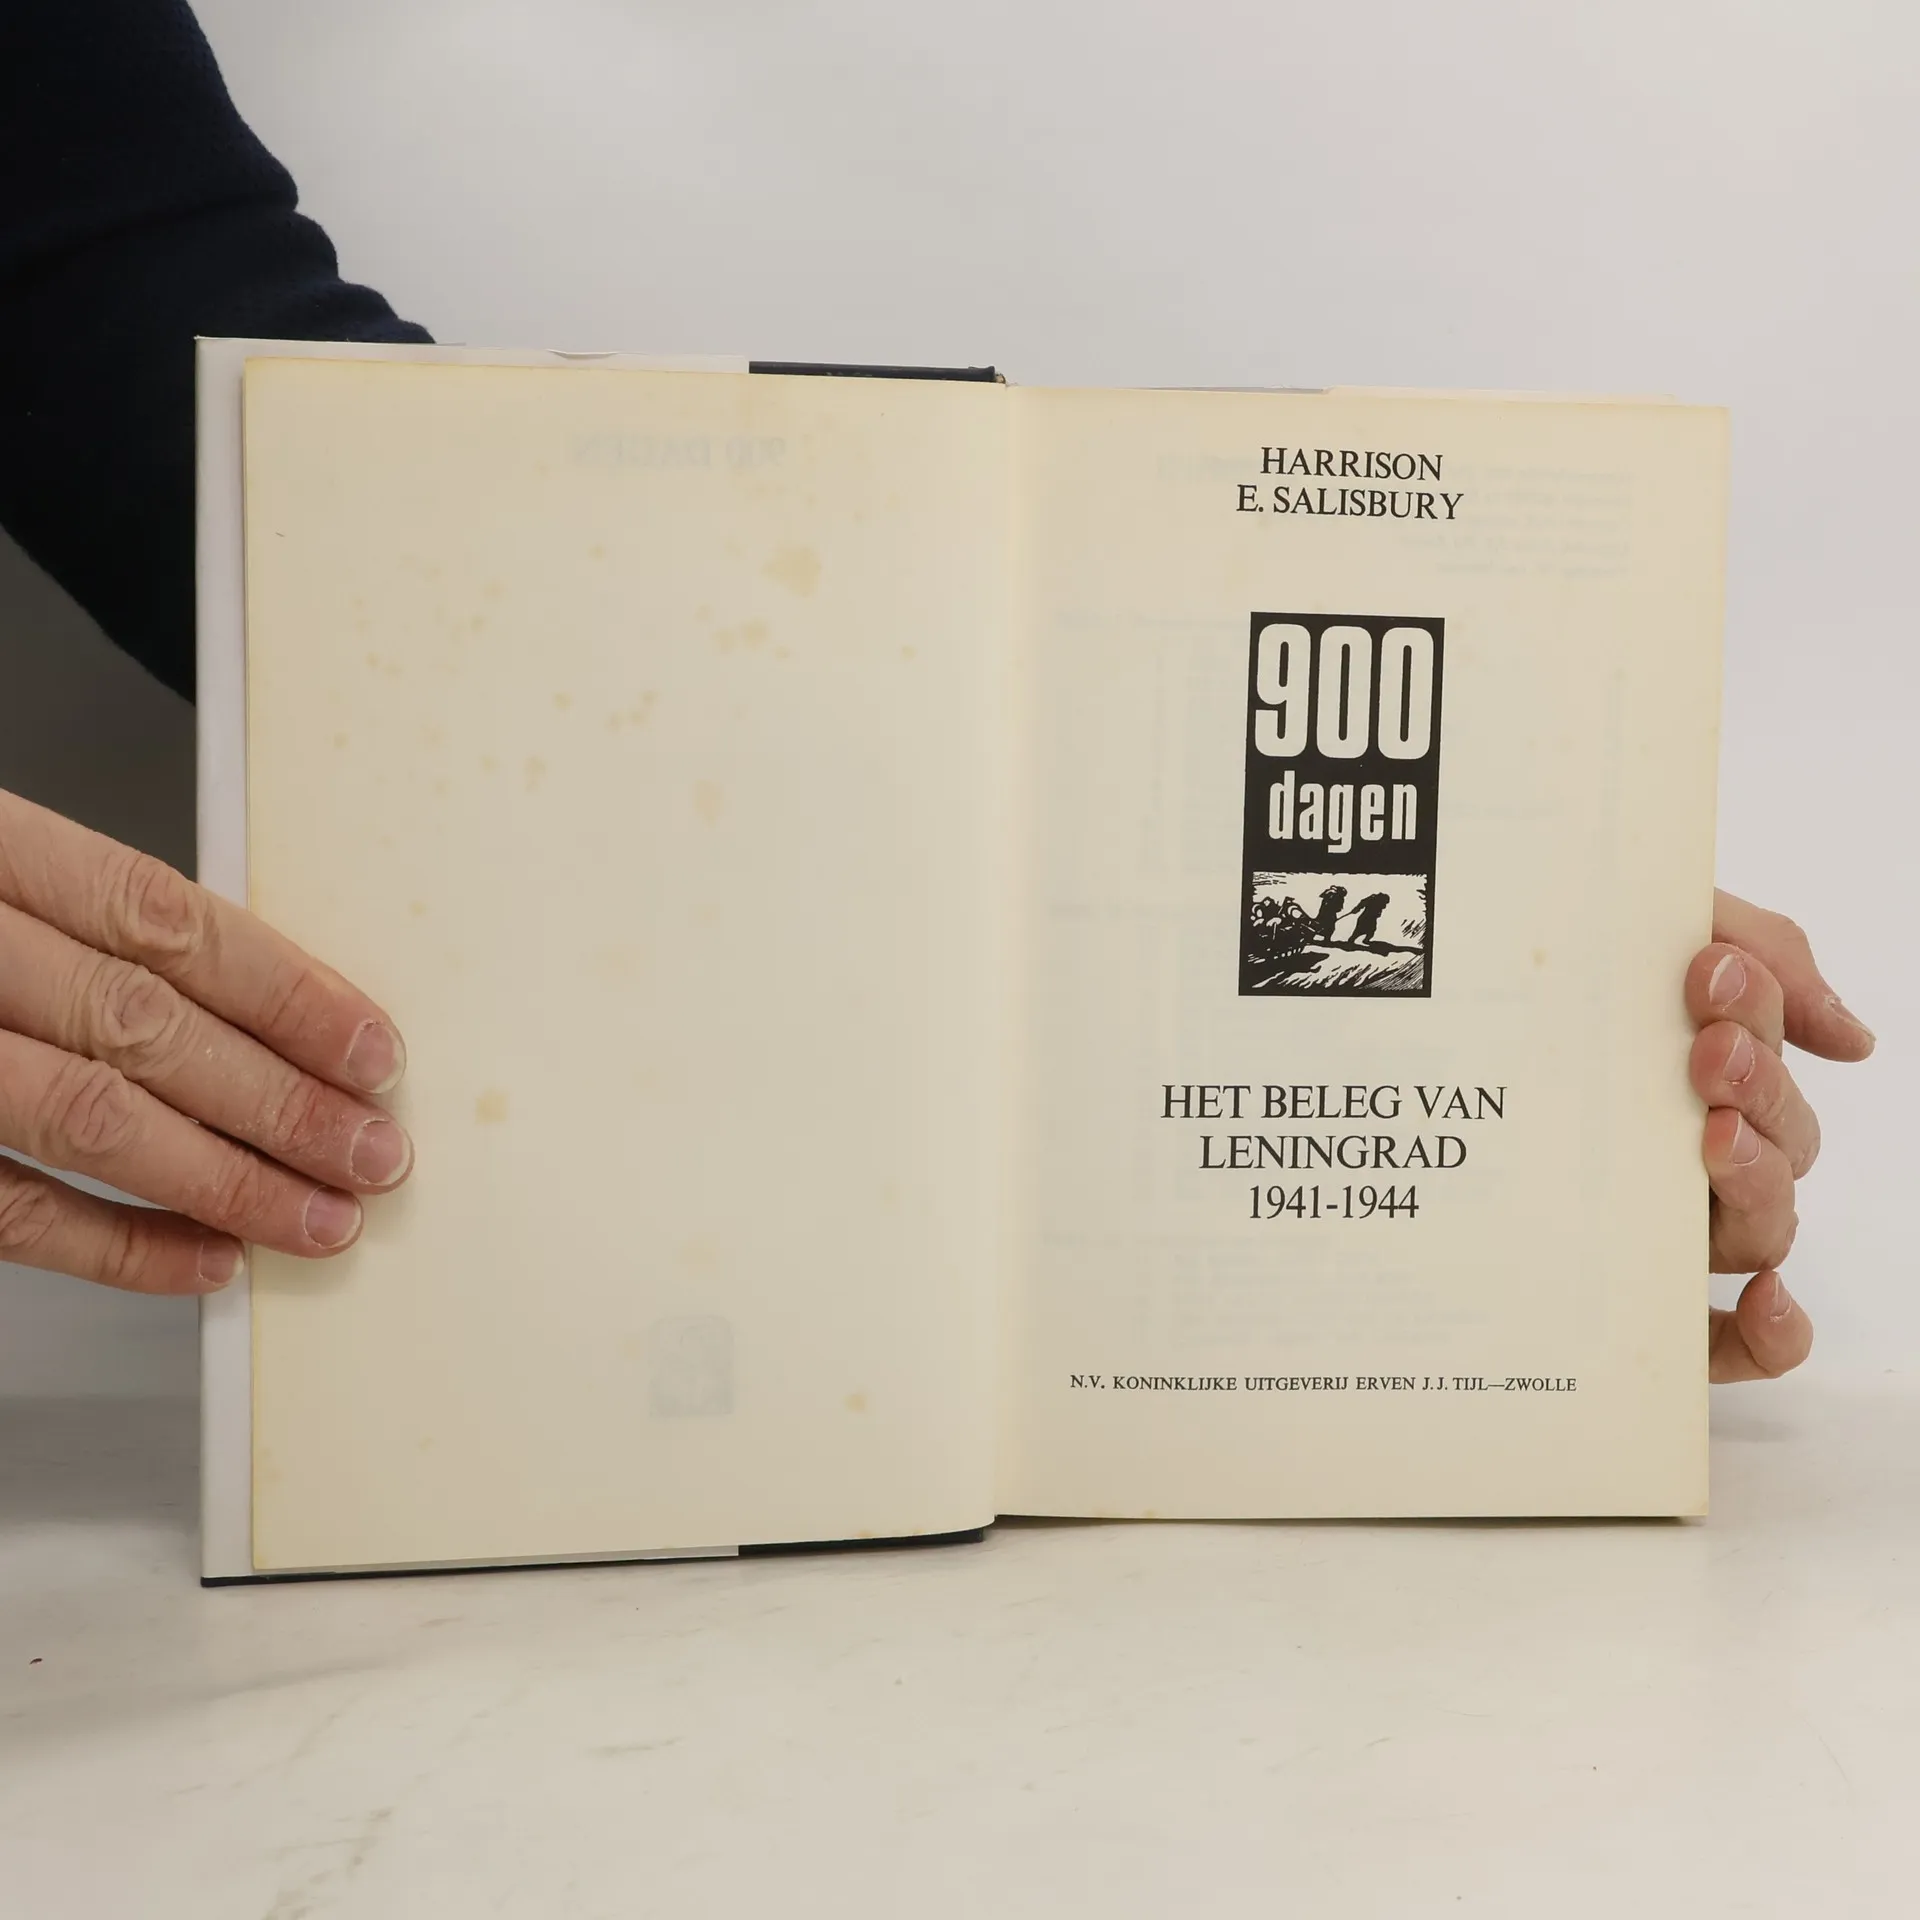 HARRISON
E. SALISBURY
900
dagen
HET BELEG VAN
LENINGRAD
1941-1944
N.V. KONINKLIJKE UITGEVERIJ ERVEN J.J. TIJL—ZWOLLE